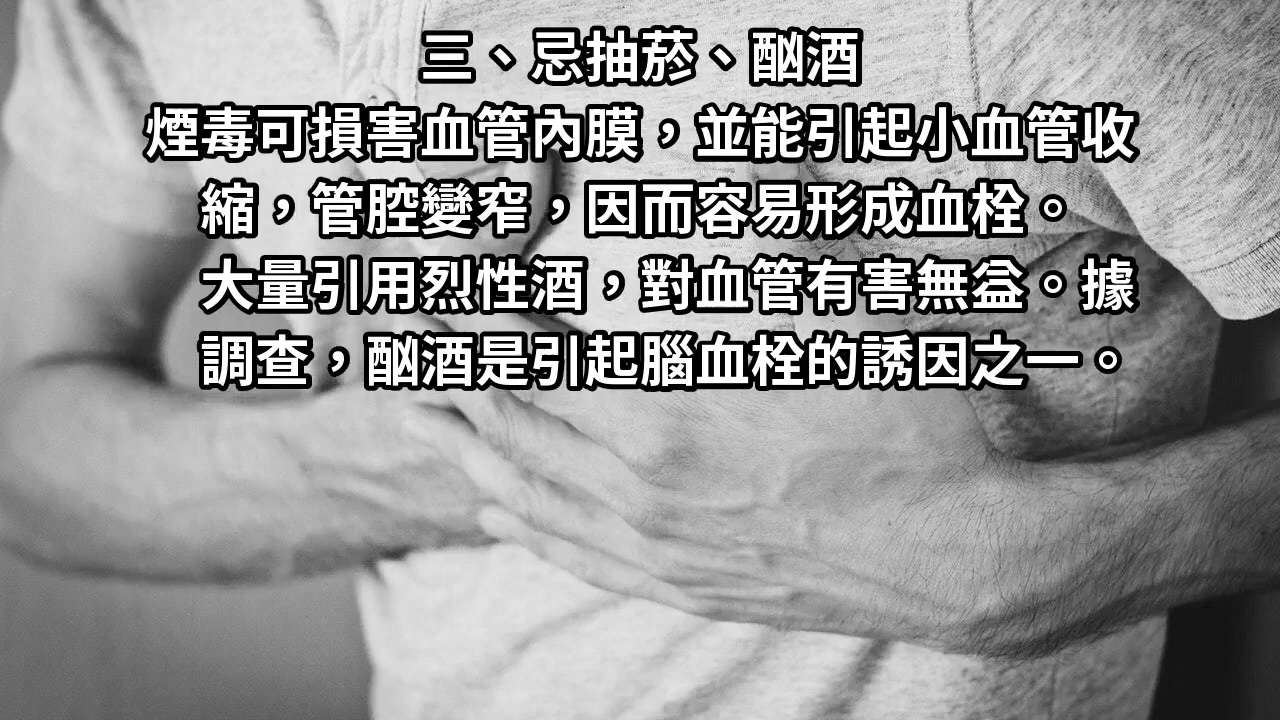 三、忌抽菸、酗酒
煙毒可損害血管內膜，並能引起小血管收
縮，管腔變窄，因而容易形成血栓。
大量引用烈性酒，對血管有害無益。據
調查，酗酒是引起腦血栓的誘因之一。